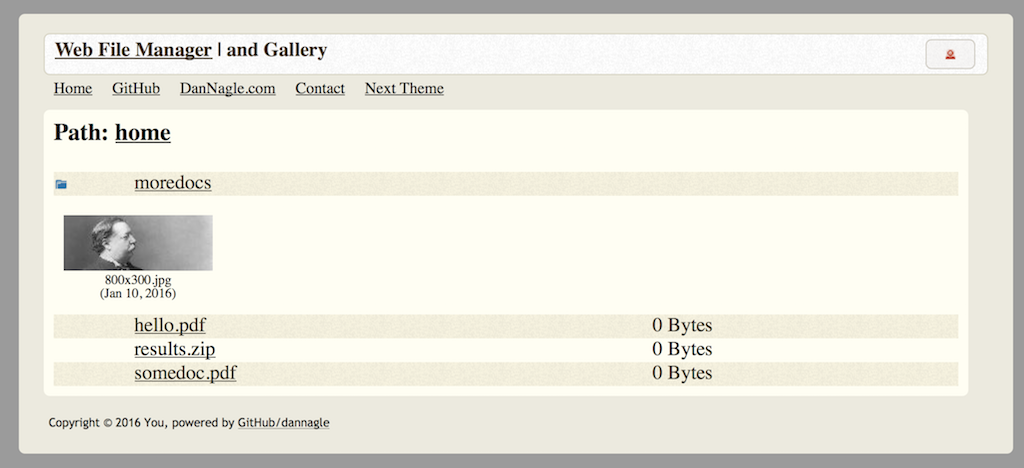 Web File Manager | and Gallery
Home GitHub DanNagle.com Contact Next Theme
Path: home
moredocs
800x300.jpg
(Jan 10, 2016)
hello.pdf 0 Bytes
results.zip 0 Bytes
somedoc.pdf 0 Bytes
Copyright © 2016 You, powered by GitHub/dannagle